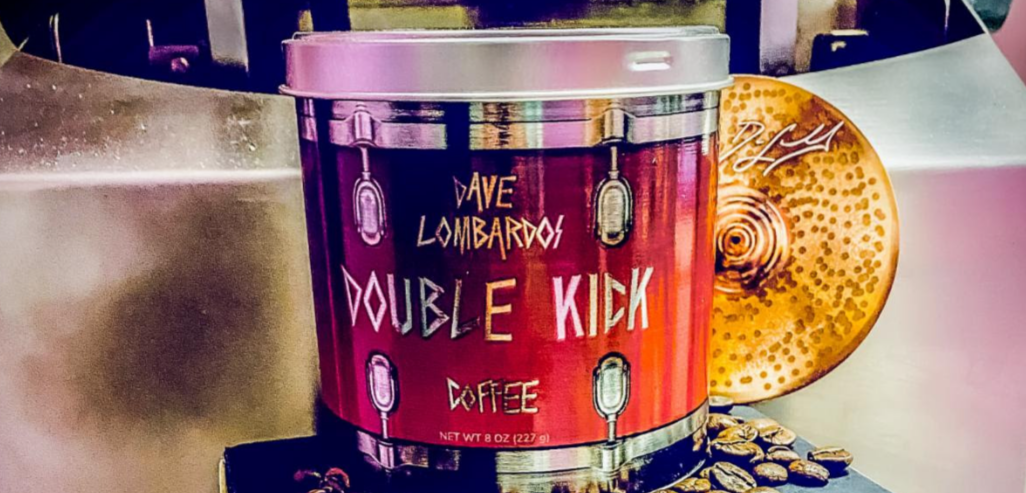 DAVE
LOMBARDOS
DOUBLE KICK
COFFEE
NET WT 8 OZ (227 g)